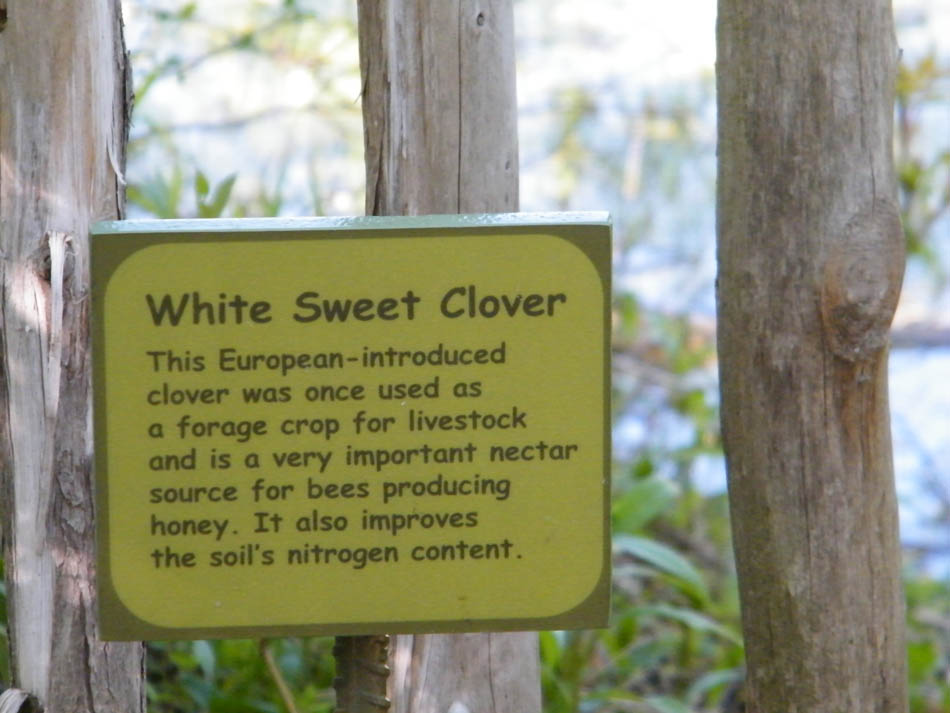 White Sweet Clover
This European-introduced
clover was once used as
a forage crop for livestock
and is a very important nectar
source for bees producing
honey. It also improves
the soil's nitrogen content.